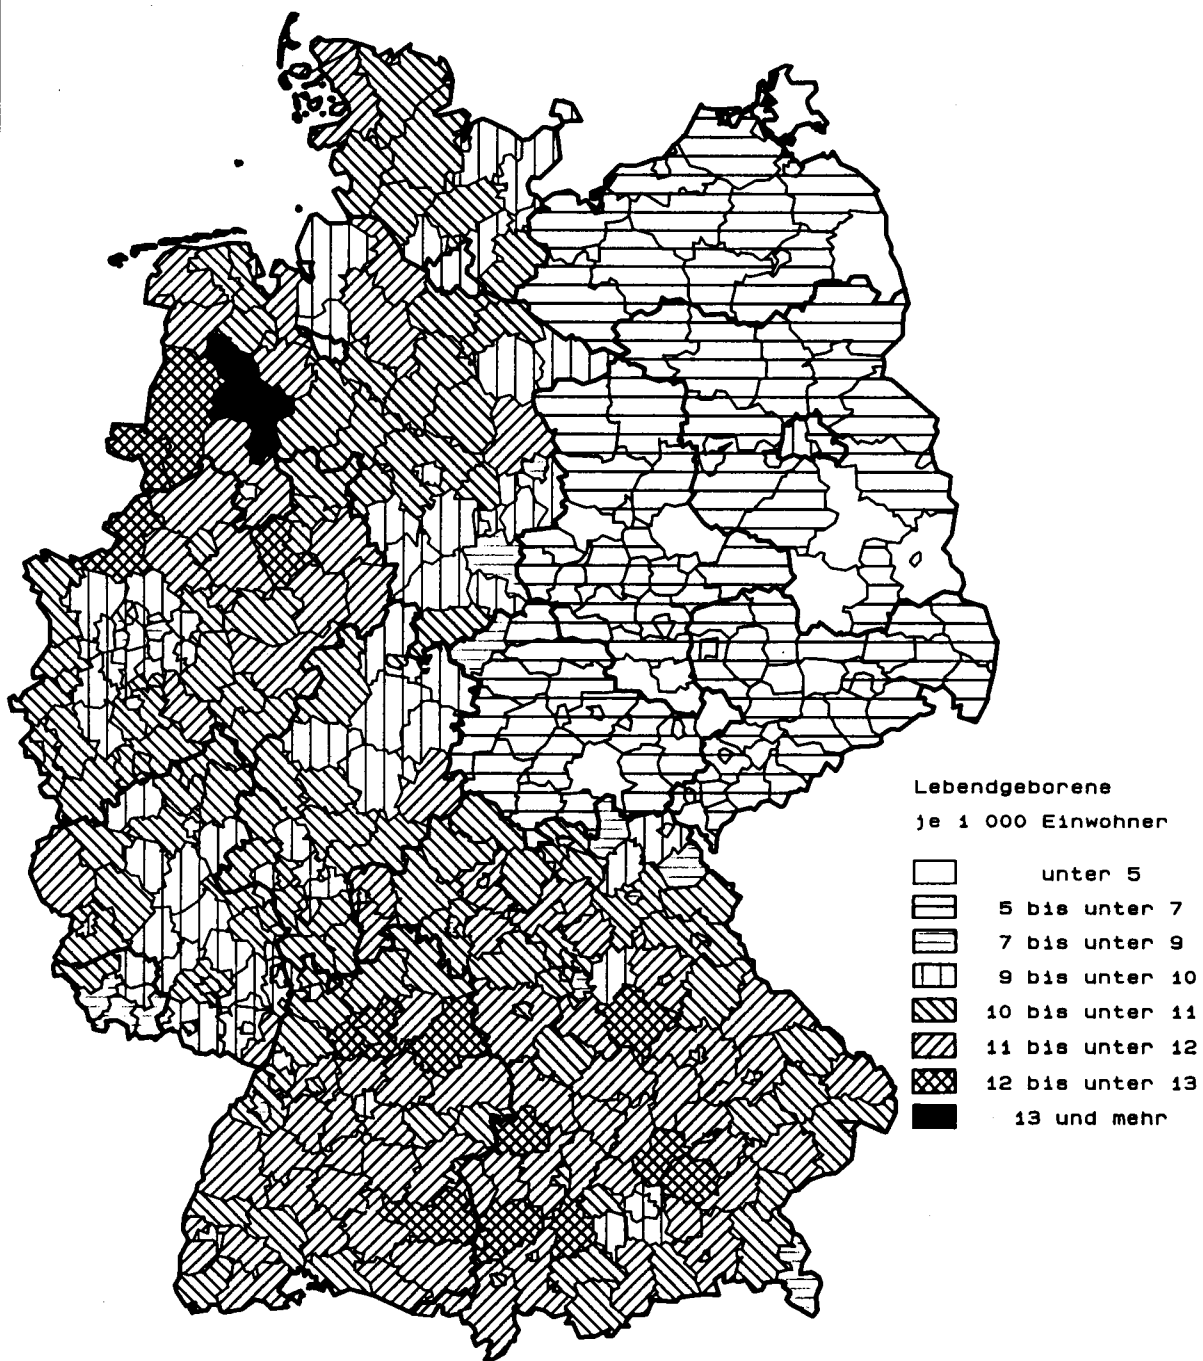 Lebendgeborene
je 1 000 Einwohner
unter 5
5 bis unter 7
7 bis unter 9
9 bis unter 10
10 bis unter 11
11 bis unter 12
12 bis unter 13
13 und mehr